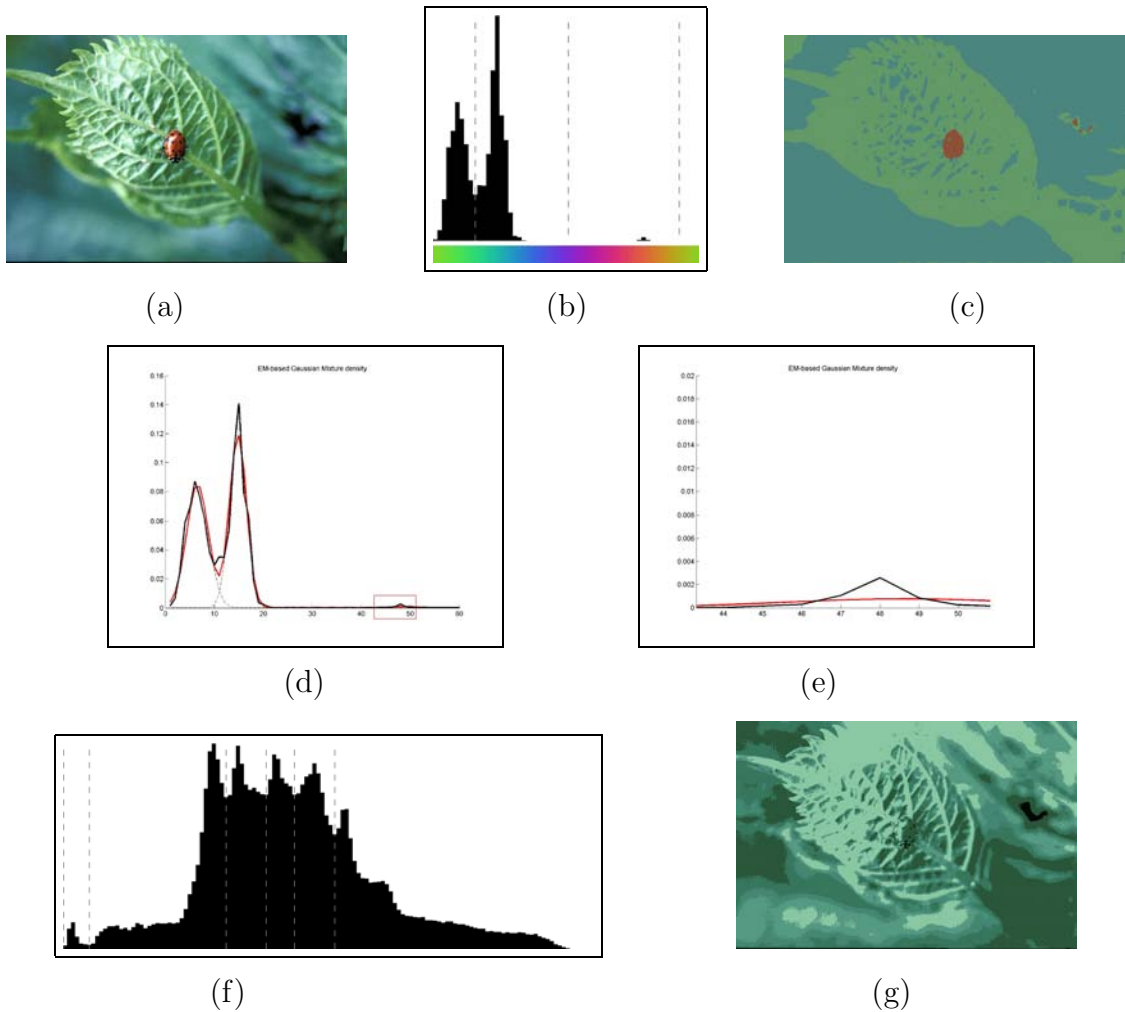 (a)
(b)
(c)
EM-based Gaussian Mixture density
0.16
0.14
0.12
0.1
0.08
0.06
0.04
0.02
0
0 10 20 30 40 50 60
EM-based Gaussian Mixture density
0.02
0.018
0.016
0.014
0.012
0.01
0.008
0.006
0.004
0.002
0
44 45 46 47 48 49 50
(d)
(e)
(f)
(g)